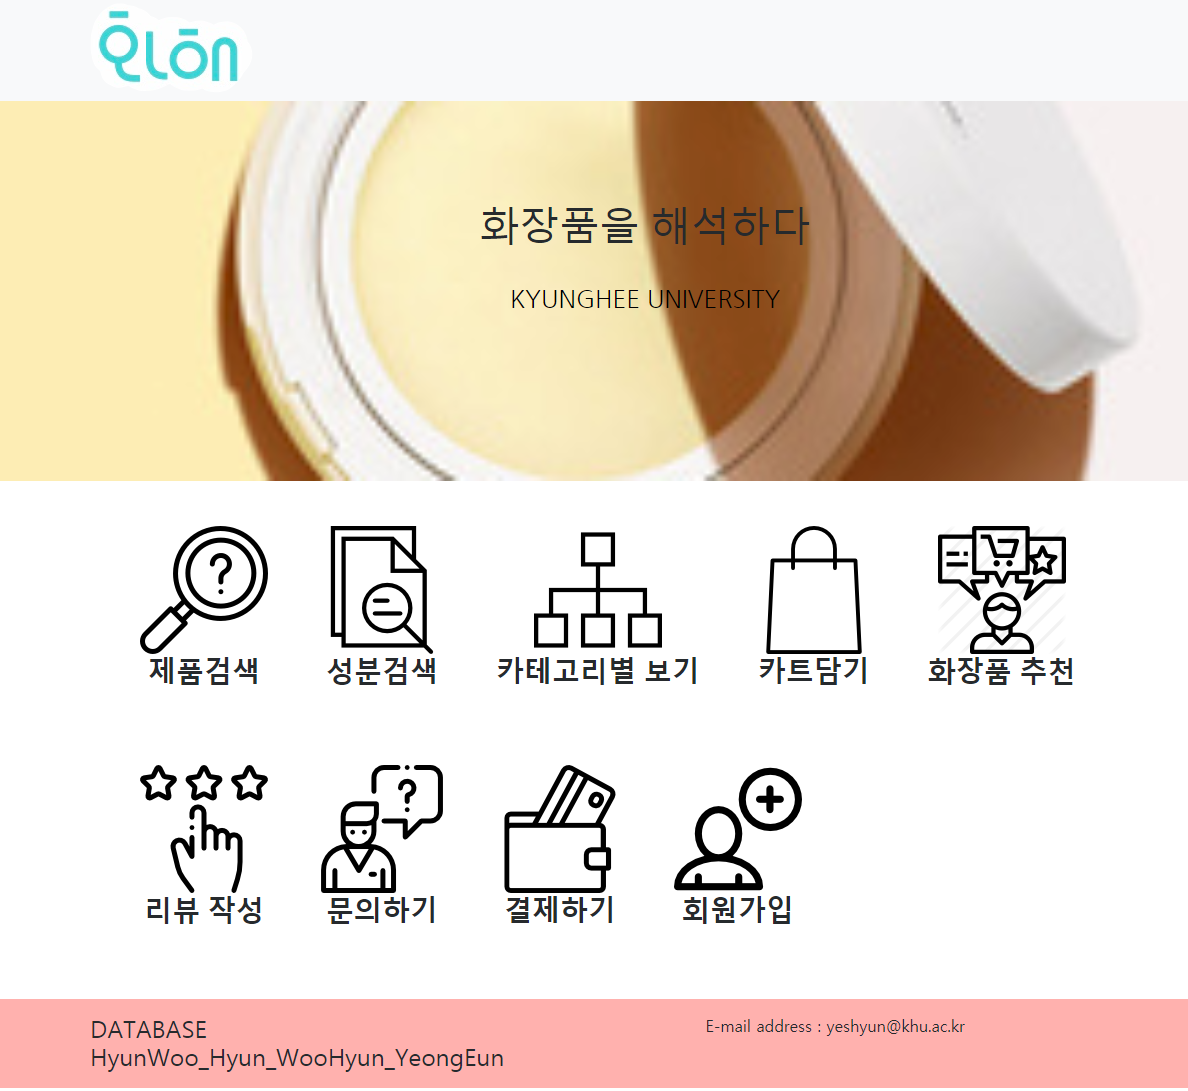 Qlōn
화장품을 해석하다
KYUNGHEE UNIVERSITY
제품검색 성분검색 카테고리별 보기 카트담기 화장품 추천
리뷰 작성 문의하기 결제하기 회원가입
DATABASE
HyunWoo_Hyun_WooHyun_YeongEun
E-mail address : yeshyun@khu.ac.kr